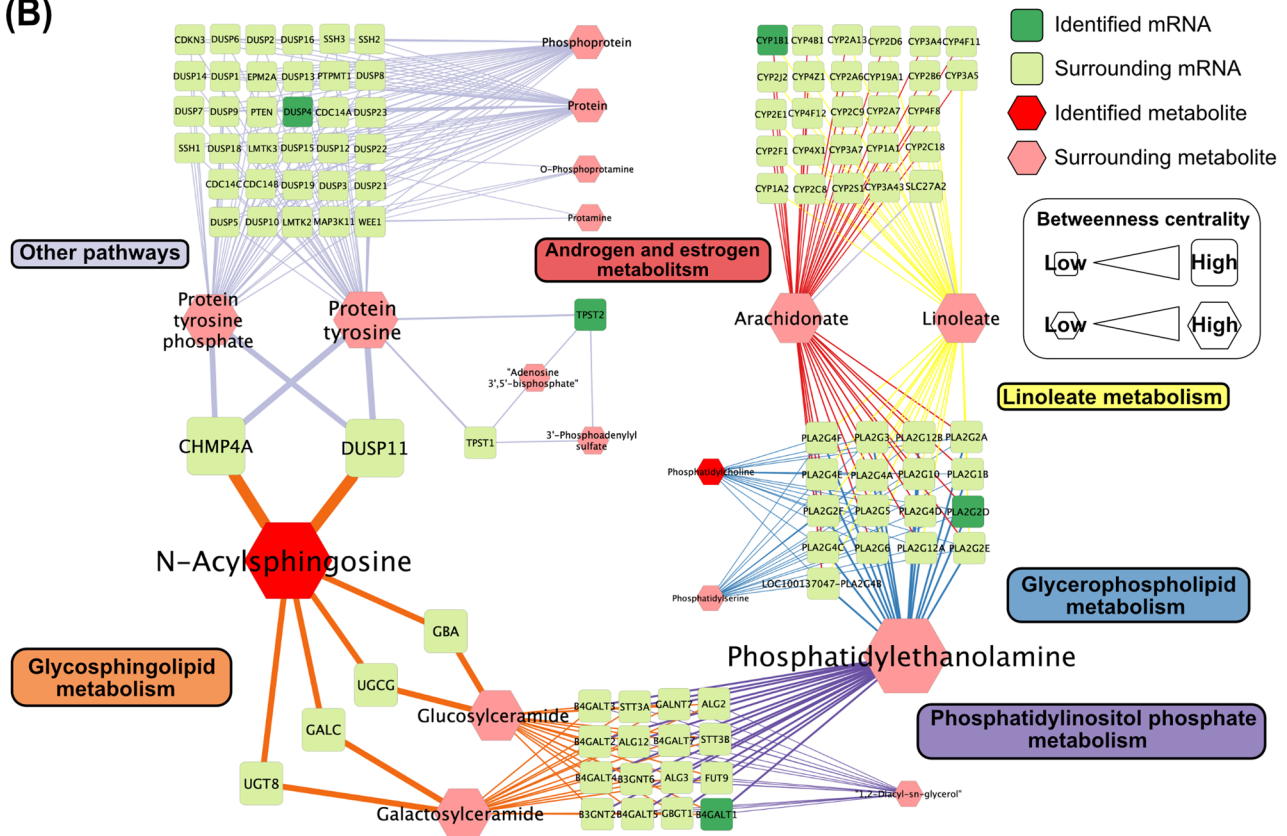 (B)
CDKN3 DUSP6 DUSP2 DUSP16 SSH3 SSH2
DUSP14 DUSP1 EPM2A DUSP13 PTPMT1 DUSP8
DUSP7 DUSP9 PTEN DUSP4 CDC14A DUSP23
SSH1 DUSP18 LMTK3 DUSP15 DUSP12 DUSP22
CDC14C CDC14B DUSP19 DUSP3 DUSP21
DUSP5 DUSP10 LMTK2 MAP3K11 WEE1
Phosphoprotein
Protein
O-Phosphoprotamine
Protamine
Other pathways
Androgen and estrogen
metabolitsm
Protein
tyrosine
phosphate
Protein
tyrosine
TPST2
"Adenosine
3',5'-bisphosphate"
TPST1
3'-Phosphoadenylyl
sulfate
CHMP4A
DUSP11
N-Acylsphingosine
GBA
UGCG
GALC
UGT8
Glycosphingolipid
metabolism
Glucosylceramide
Galactosylceramide
CYP1B1 CYP4B1 CYP2A13 CYP2D6 CYP3A4 CYP4F11
CYP2J2 CYP4Z1 CYP2A6 CYP19A1 CYP2B6 CYP3A5
CYP2E1 CYP4F12 CYP2C9 CYP2A7 CYP4F8
CYP2F1 CYP4X1 CYP3A7 CYP1A1 CYP2C18
CYP1A2 CYP2C8 CYP2S1 CYP3A43 SLC27A2
Arachidonate
Linoleate
Identified mRNA
Surrounding mRNA
Identified metabolite
Surrounding metabolite
Betweenness centrality
Low High
Low High
Linoleate metabolism
PLA2G4F PLA2G3 PLA2G12B PLA2G2A
PLA2G4E PLA2G4A PLA2G10 PLA2G1B
PLA2G2F PLA2G5 PLA2G4D PLA2G2D
PLA2G4C PLA2G6 PLA2G12A PLA2G2E
LOC100137047-PLA2G4B
Phosphatidylcholine
Phosphatidylserine
Glycerophospholipid
metabolism
Phosphatidylethanolamine
Phosphatidylinositol phosphate
metabolism
B4GALT3 STT3A GALNT7 ALG2
B4GALT2 ALG12 B4GALT7 STT3B
B4GALT4 B3GNT6 ALG3 FUT9
B3GNT2 B4GALT5 GBGT1 B4GALT1
"1,2-Diacyl-sn-glycerol"